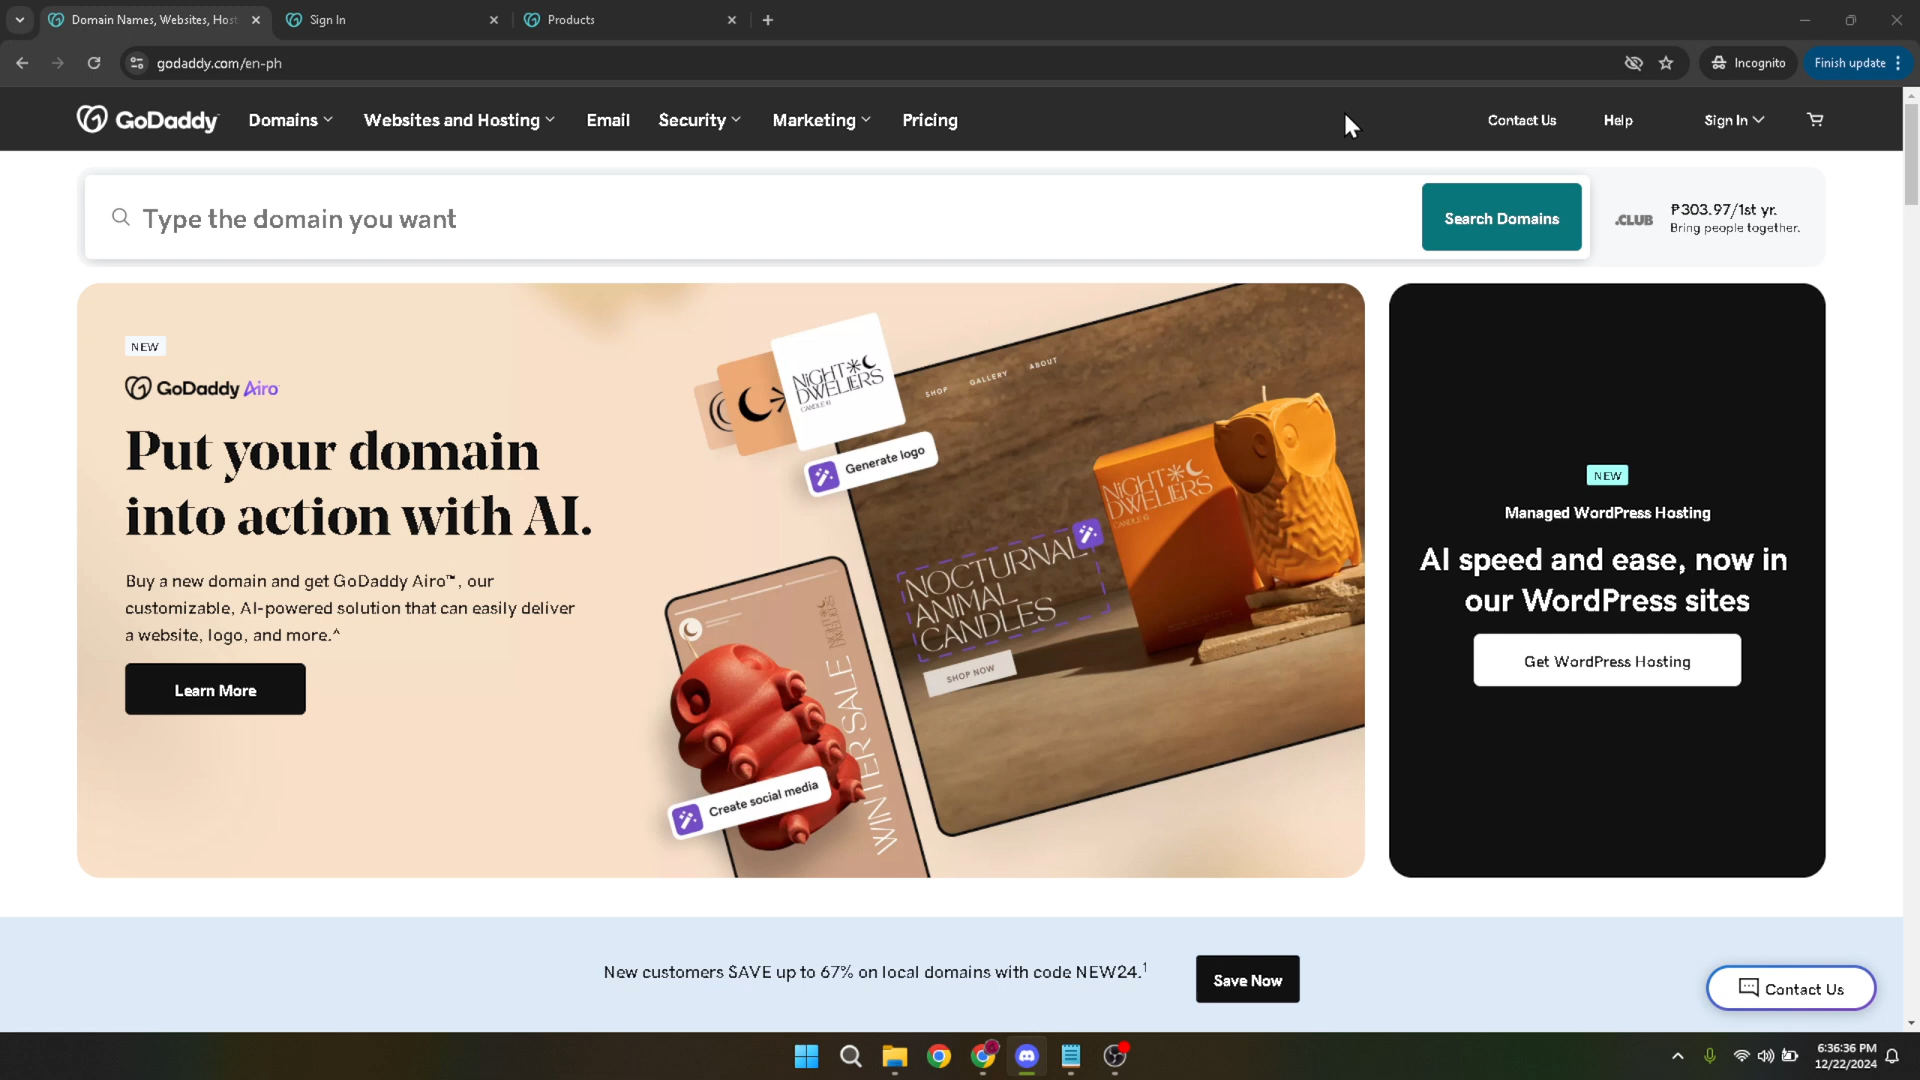 Domain Names, Websites, Host
Sign In
Products
godaddy.com/en-ph
Incognito
Finish update
GoDaddy
Domains
Websites and Hosting
Email
Security
Marketing
Pricing
Contact Us
Help
Sign In
Type the domain you want
Search Domains
.CLUB
₱303.97/1st yr.
Bring people together.
NEW
GoDaddy Airo
Put your domain
into action with AI.
Buy a new domain and get GoDaddy Airo™, our
customizable, AI-powered solution that can easily deliver
a website, logo, and more.^
Learn More
NIGHT
DWELLERS
CANDLE
Generate logo
SHOP
GALLERY
ABOUT
NIGHT
DWELLERS
NOCTURNAL
ANIMAL
CANDLES
SHOP NOW
WINTER SALE
Create social media
NEW
Managed WordPress Hosting
AI speed and ease, now in
our WordPress sites
Get WordPress Hosting
New customers SAVE up to 67% on local domains with code NEW24.1
Save Now
Contact Us
6:36:36 PM
12/22/2024